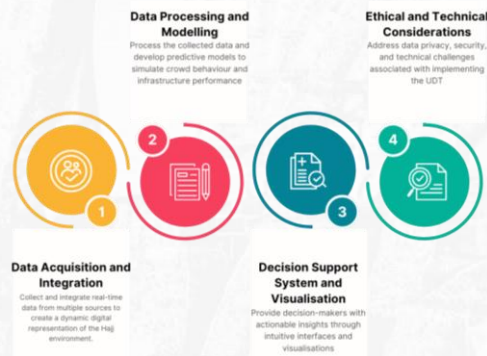 Data Processing and
Modelling
Process the collected data and
develop predictive models to
simulate crowd behaviour and
infrastructure performance
Ethical and Technical
Considerations
Address data privacy, security,
and technical challenges
associated with implementing
the UDT
2
4
1
3
Data Acquisition and
Integration
Collect and integrate real-time
data from multiple sources to
create a dynamic digital
representation of the Hajj
environment.
Decision Support
System and
Visualisation
Provide decision-makers with
actionable insights through
intuitive interfaces and
visualisations